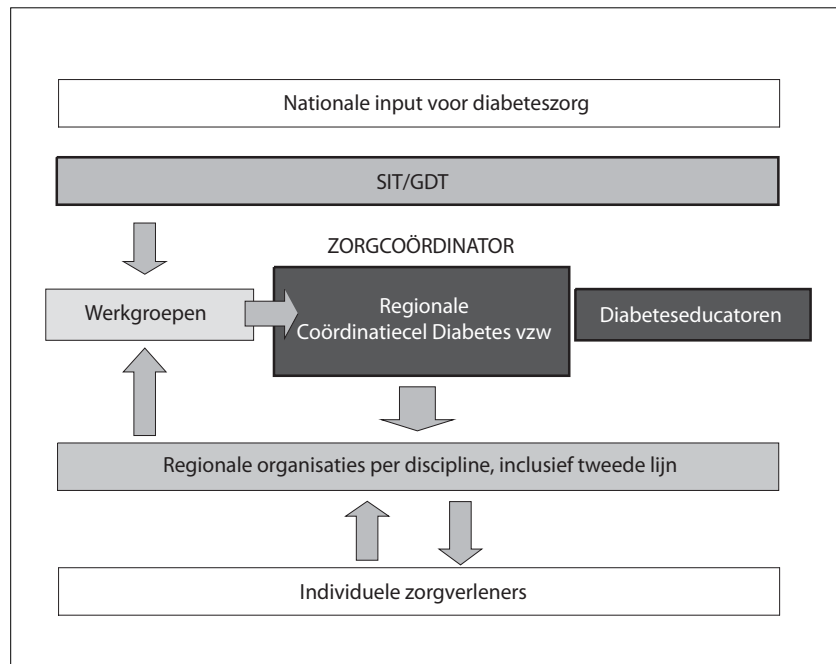 Nationale input voor diabeteszorg
SIT/GDT
ZORGCOÖRDINATOR
Werkgroepen
Regionale
Coördinatiecel Diabetes vzw
Diabeteseducatoren
Regionale organisaties per discipline, inclusief tweede lijn
Individuele zorgverleners